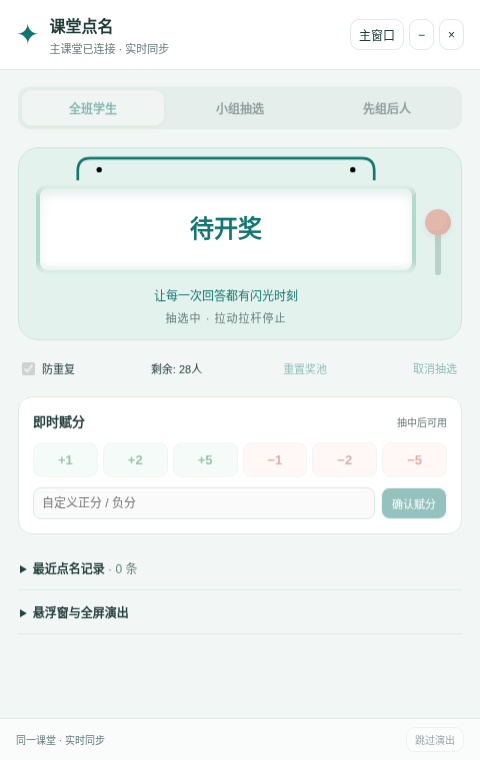 课堂点名
主课堂已连接 · 实时同步
主窗口
−
×
全班学生
小组抽选
先组后人
待开奖
让每一次回答都有闪光时刻
抽选中 · 拉动拉杆停止
防重复
剩余: 28人
重置奖池
取消抽选
即时赋分
抽中后可用
+1
+2
+5
−1
−2
−5
自定义正分 / 负分
确认赋分
最近点名记录 · 0 条
悬浮窗与全屏演出
同一课堂 · 实时同步
跳过演出